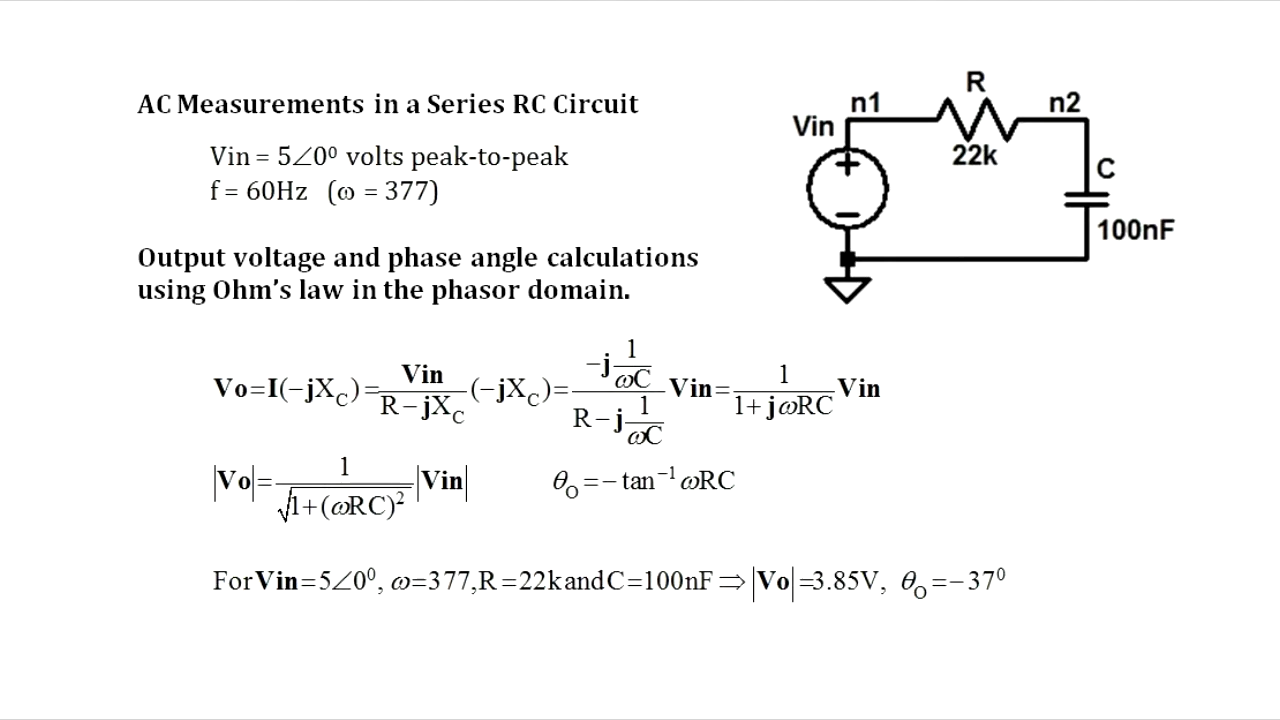 AC Measurements in a Series RC Circuit
Vin = 5∠0⁰ volts peak-to-peak
f = 60Hz (ω = 377)
Output voltage and phase angle calculations
using Ohm's law in the phasor domain.
Vin
n1
R
22k
n2
C
100nF
+
−
Vo=I(−jX_C)=Vin/(R−jX_C) (−jX_C)=(−j 1/ωC)/(R−j 1/ωC) Vin=1/(1+jωRC) Vin
|Vo|=1/√(1+(ωRC)²) |Vin| θ_O=−tan⁻¹ωRC
For Vin=5∠0⁰, ω=377,R=22k and C=100nF ⇒ |Vo|=3.85V, θ_O=−37⁰